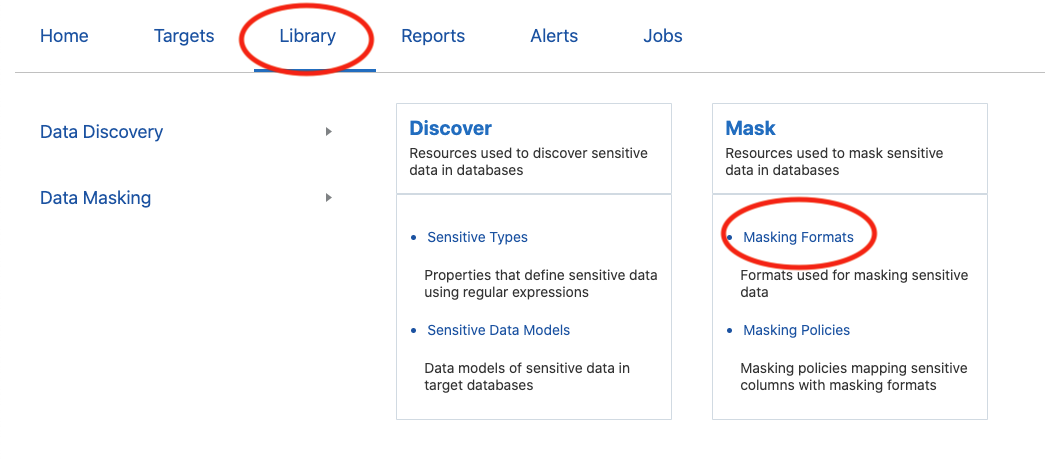 Home Targets Library Reports Alerts Jobs
Data Discovery
Data Masking
Discover
Resources used to discover sensitive
data in databases
• Sensitive Types
Properties that define sensitive data
using regular expressions
• Sensitive Data Models
Data models of sensitive data in
target databases
Mask
Resources used to mask sensitive
data in databases
• Masking Formats
Formats used for masking sensitive
data
• Masking Policies
Masking policies mapping sensitive
columns with masking formats